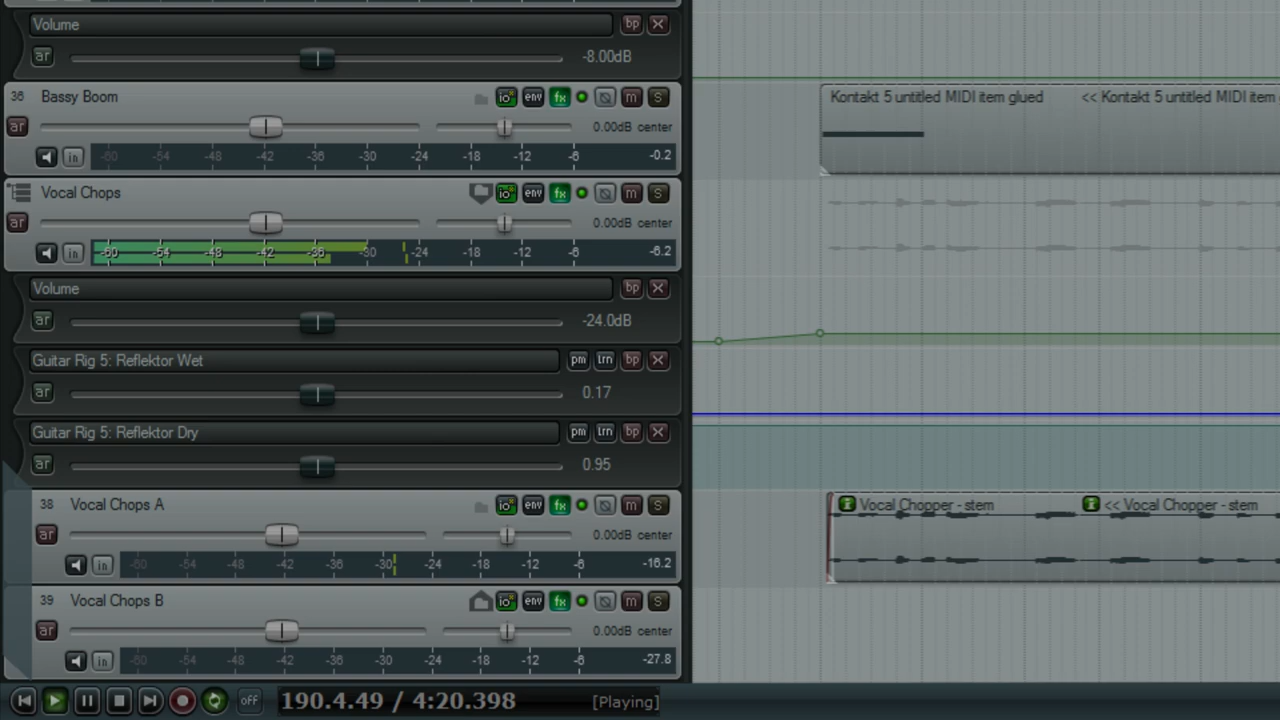 Volume bp
ar -8.00dB
36 Bassy Boom io env fx m S
Kontakt 5 untitled MIDI item glued << Kontakt 5 untitled MIDI item
ar 0.00dB center
in -60 -54 -48 -42 -36 -30 -24 -18 -12 -6 -0.2
Vocal Chops io env fx m S
ar 0.00dB center
in -60 -54 -48 -42 -36 -30 -24 -18 -12 -6 -6.2
Volume bp
ar -24.0dB
Guitar Rig 5: Reflektor Wet pm lrn bp
ar 0.17
Guitar Rig 5: Reflektor Dry pm lrn bp
ar 0.95
38 Vocal Chops A io env fx m S
Vocal Chopper - stem << Vocal Chopper - stem
ar 0.00dB center
in -60 -54 -48 -42 -36 -30 -24 -18 -12 -6 -16.2
39 Vocal Chops B io env fx m S
ar 0.00dB center
in -60 -54 -48 -42 -36 -30 -24 -18 -12 -6 -27.8
off 190.4.49 / 4:20.398 [Playing]